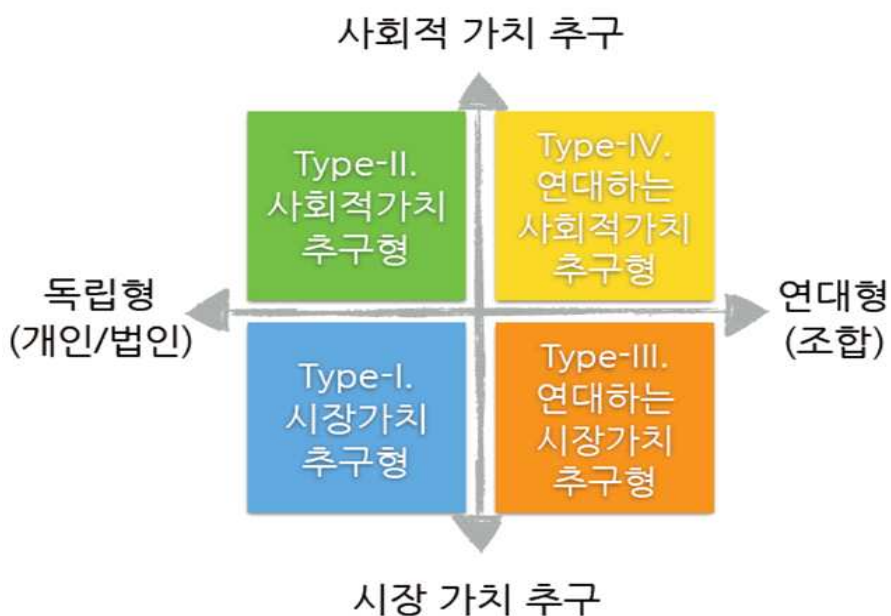 사회적 가치 추구
Type-II.
사회적가치
추구형
Type-IV.
연대하는
사회적가치
추구형
독립형
(개인/법인)
연대형
(조합)
Type-I.
시장가치
추구형
Type-III.
연대하는
시장가치
추구형
시장 가치 추구